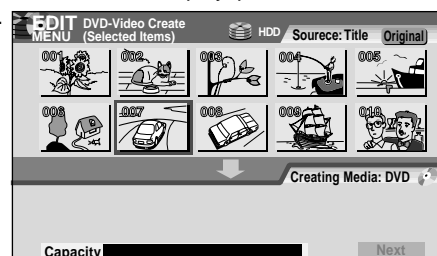 EDIT DVD-Video Create
MENU (Selected Items) HDD Sourece: Title Original
001 002 003 004 005
006 007 008 009 010
Creating Media: DVD
Capacity Next